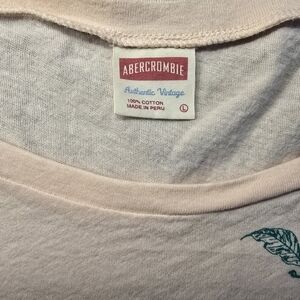 ABERCROMBIE
Authentic Vintage
100% COTTON
MADE IN PERU
L